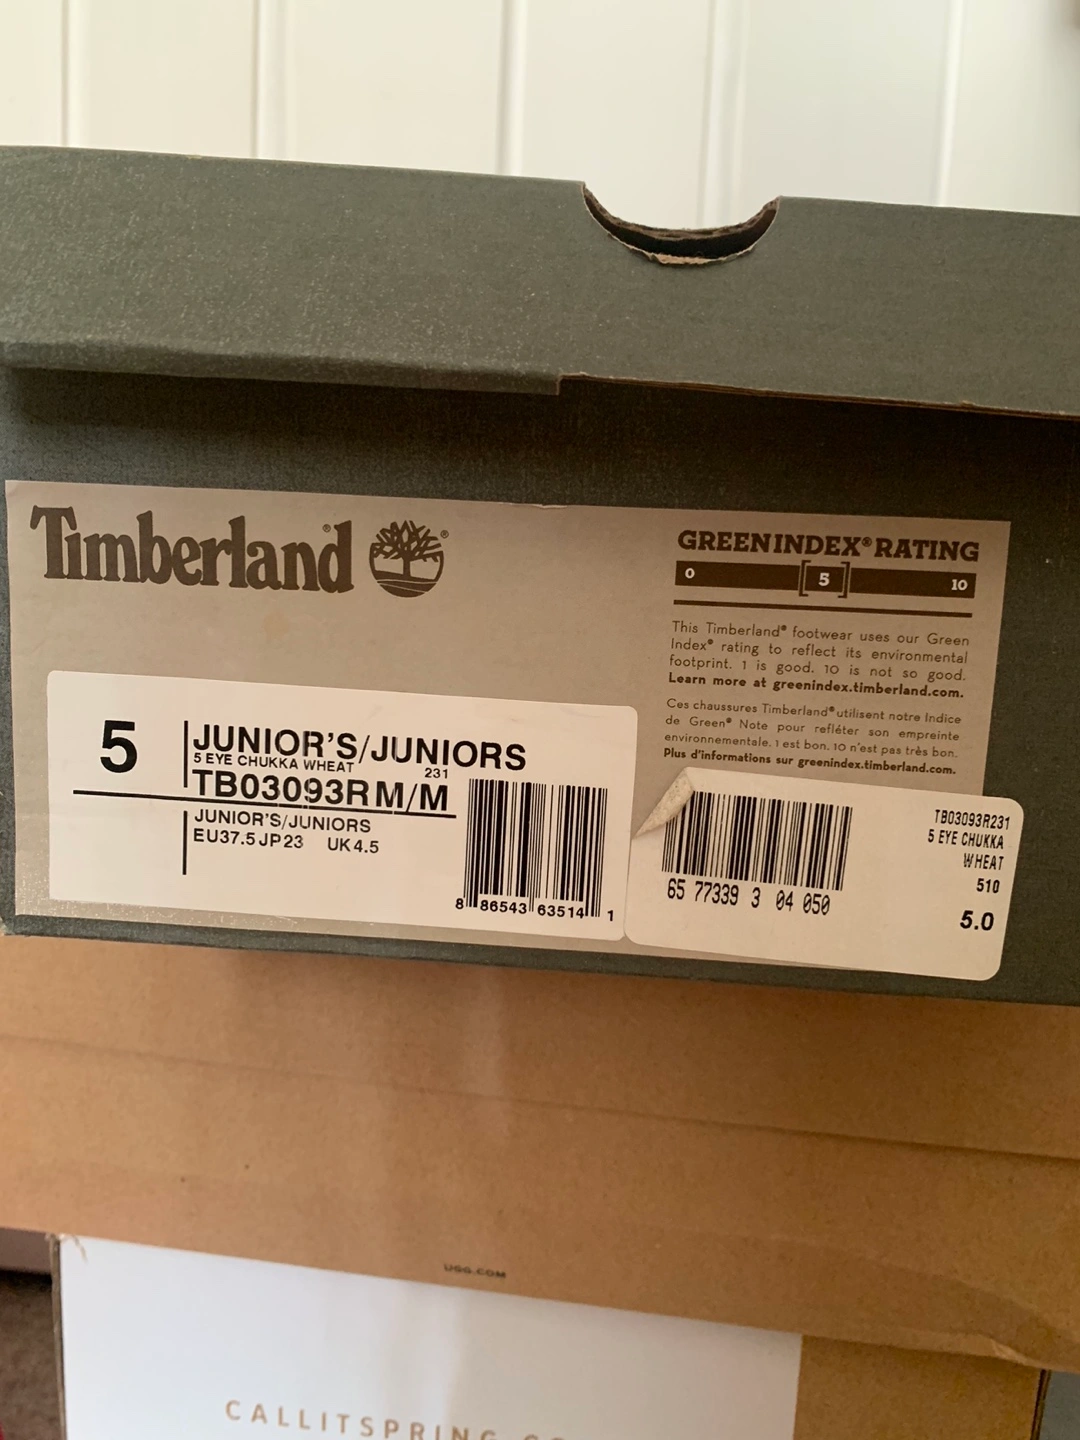 Timberland®
GREEN INDEX® RATING
0 5 10
This Timberland® footwear uses our Green
Index® rating to reflect its environmental
footprint. 1 is good. 10 is not so good.
Learn more at greenindex.timberland.com.
Ces chaussures Timberland® utilisent notre Indice
de Green® Note pour refléter son empreinte
environnementale. 1 est bon. 10 n'est pas très bon.
Plus d'informations sur greenindex.timberland.com.
5
JUNIOR'S/JUNIORS
5 EYE CHUKKA WHEAT 231
TB03093R M/M
JUNIOR'S/JUNIORS
EU37.5 JP23 UK4.5
8 86543 63514 1
65 77339 3 04 050
TB03093R231
5 EYE CHUKKA
WHEAT
510
5.0
UGG.COM
CALLITSPRING